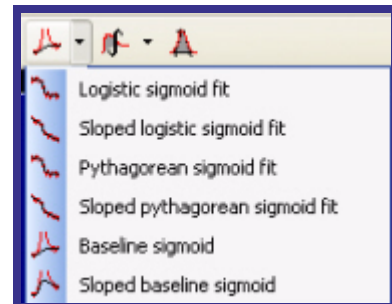 Logistic sigmoid fit
Sloped logistic sigmoid fit
Pythagorean sigmoid fit
Sloped pythagorean sigmoid fit
Baseline sigmoid
Sloped baseline sigmoid